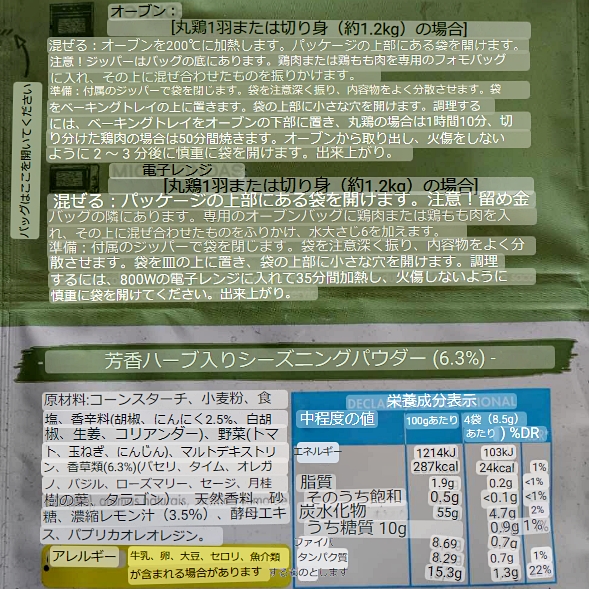 オーブン：
[丸鶏1羽または切り身（約1.2kg）の場合]
混ぜる：オーブンを200℃に加熱します。パッケージの上部にある袋を開けます。
注意！ジッパーはバッグの底にあります。鶏肉または鶏もも肉を専用のフォモバッグ
に入れ、その上に混ぜ合わせたものを振りかけます。
準備：付属のジッパーで袋を閉じます。袋を注意深く振り、内容物をよく分散させます。袋
をベーキングトレイの上に置きます。袋の上部に小さな穴を開けます。調理する
には、ベーキングトレイをオーブンの下部に置き、丸鶏の場合は1時間10分、切
り分けた鶏肉の場合は50分間焼きます。オーブンから取り出し、火傷をしない
ように 2 ～ 3 分後に慎重に袋を開けます。出来上がり。
バッグはここを開いてください
電子レンジ
[丸鶏1羽または切り身（約1.2kg）の場合]
混ぜる：パッケージの上部にある袋を開けます。注意！留め金
バッグの隣にあります。専用のオーブンバッグに鶏肉または鶏もも肉を入
れ、その上に混ぜ合わせたものをふりかけ、水大さじ6を加えます。
準備：付属のジッパーで袋を閉じます。袋を注意深く振り、内容物をよく分
散させます。袋を皿の上に置き、袋の上部に小さな穴を開けます。調理
するには、800Wの電子レンジに入れて35分間加熱し、火傷しないように
慎重に袋を開けてください。出来上がり。
芳香ハーブ入りシーズニングパウダー (6.3%) -
原材料:コーンスターチ、小麦粉、食
塩、香辛料(胡椒、にんにく2.5%、白胡
椒、生姜、コリアンダー)、野菜(トマ
ト、玉ねぎ、にんじん)、マルトデキストリ
ン、香草類(6.3%)(パセリ、タイム、オレガ
ノ、バジル、ローズマリー、セージ、月桂
樹の葉、タラゴン)、天然香料、砂
糖、濃縮レモン汁（3.5%）、酵母エキ
ス、パプリカオレオレジン。
アレルギー
牛乳、卵、大豆、セロリ、魚介類
が含まれる場合があります
栄養成分表示
中程度の値 100gあたり 4袋（8.5g）あたり ) %DR
エネルギー 1214kJ 103kJ
287kcal 24kcal 1%
脂質 1.9g 0.2g <1%
そのうち飽和 0.5g <0.1g <1%
炭水化物 55g 4.7g 2%
うち糖質 10g 0.9g 1%
ファイバ 8.69 0.7g
タンパク質 8.29 0.7g 1%
するものとします 15.3g 1.3g 22%